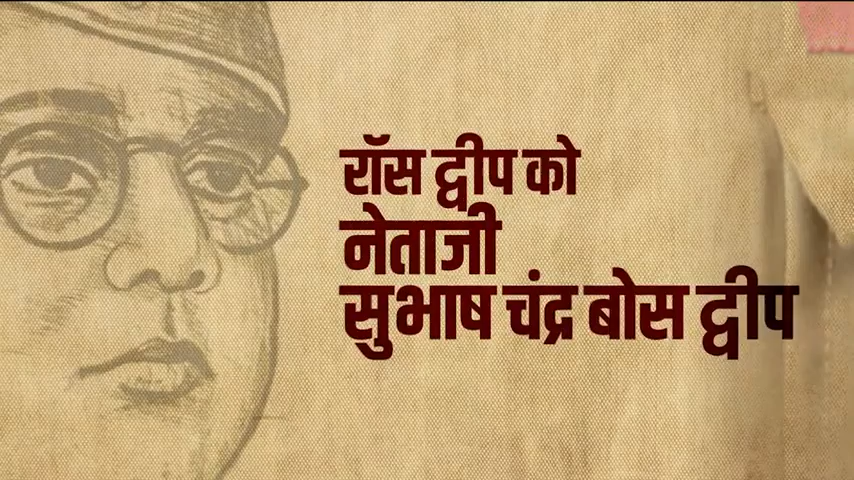 रॉस द्वीप को
नेताजी
सुभाष चंद्र बोस द्वीप